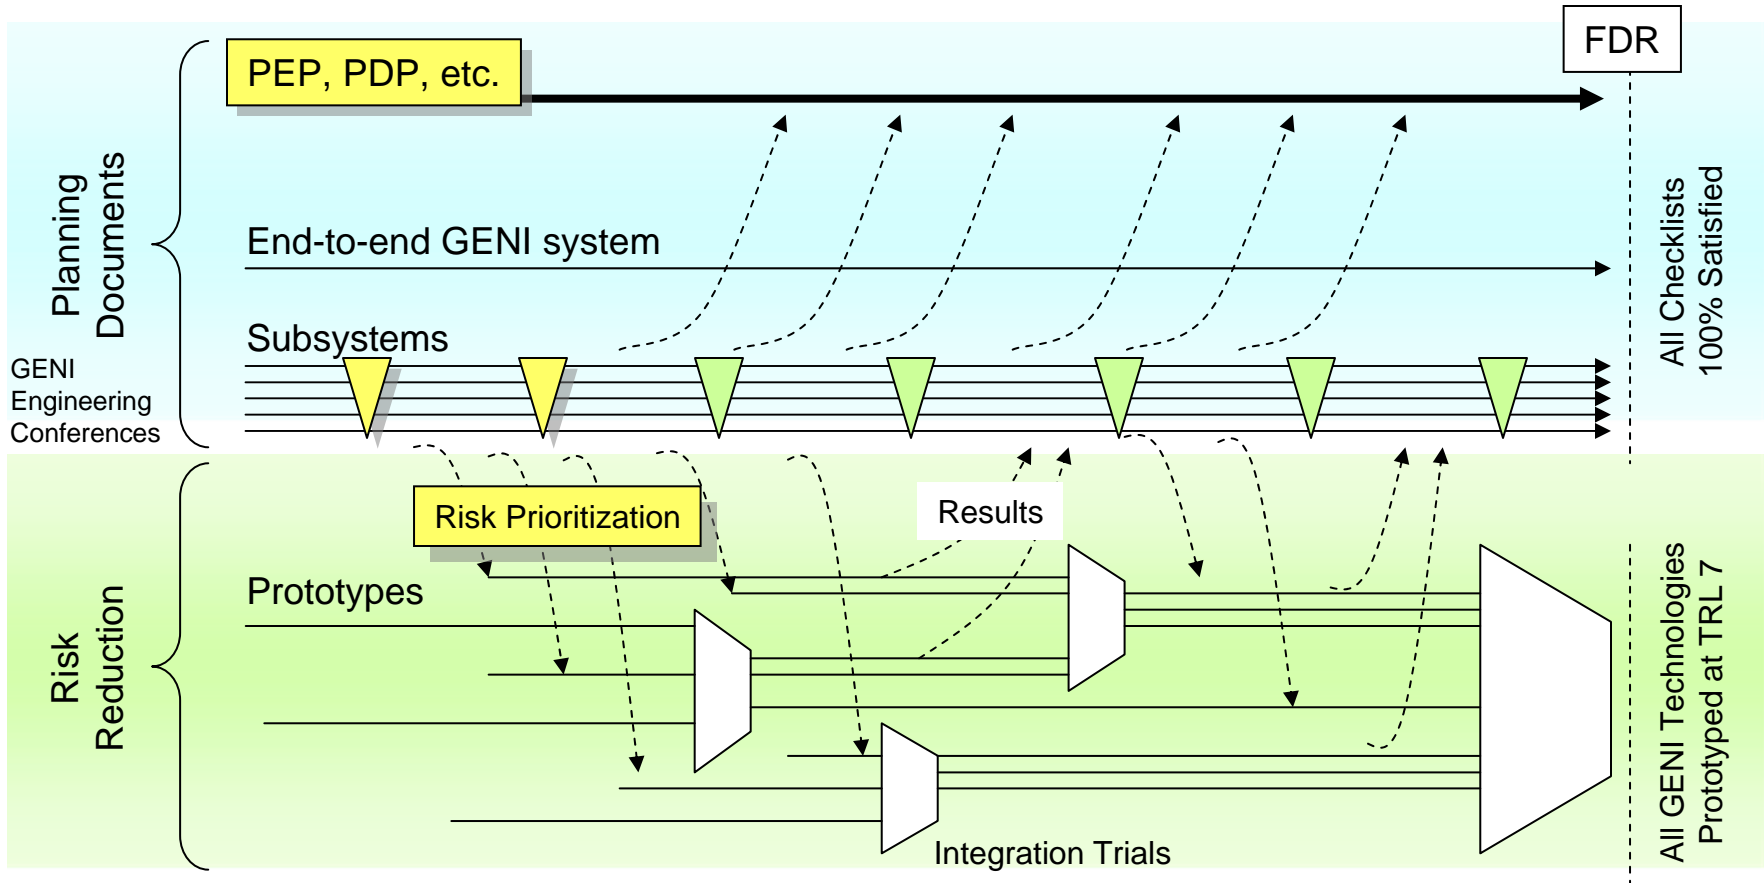 FDR
PEP, PDP, etc.
Planning
Documents
End-to-end GENI system
Subsystems
GENI
Engineering
Conferences
All Checklists
100% Satisfied
Risk Prioritization
Results
Prototypes
Risk
Reduction
Integration Trials
All GENI Technologies
Prototyped at TRL 7